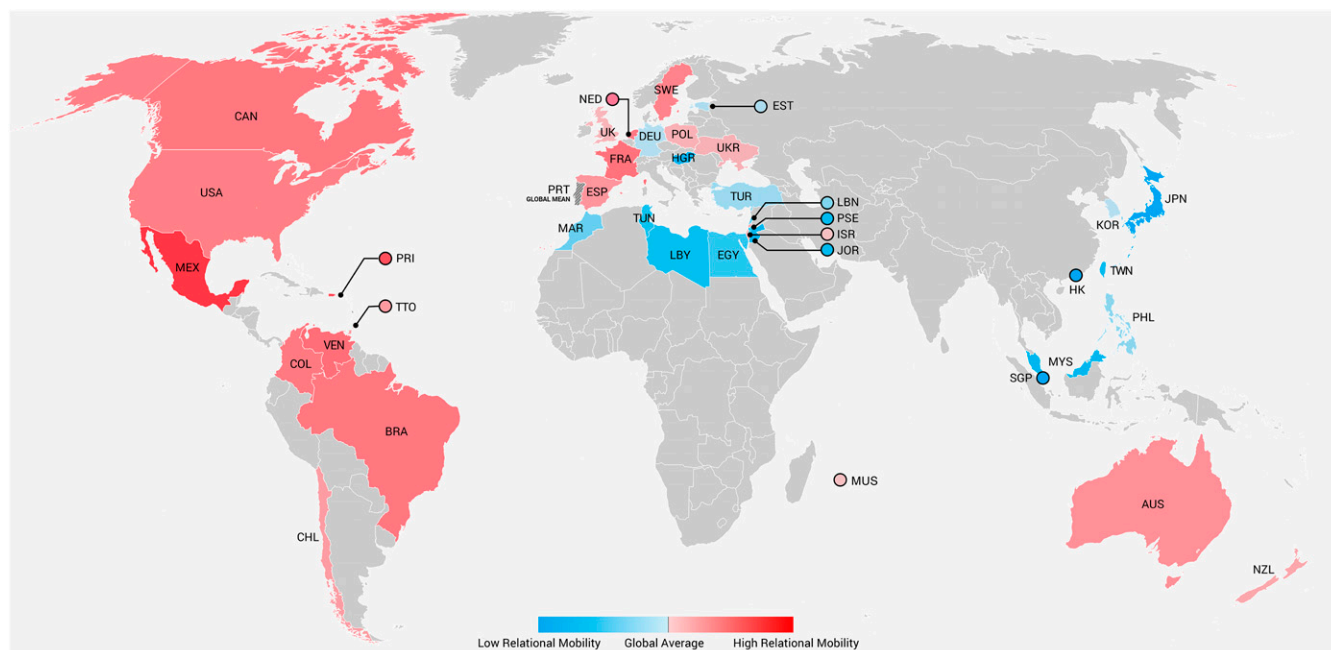 CAN
USA
MEX
PRI
TTO
VEN
COL
BRA
CHL
NED
SWE
EST
UK
DEU
POL
UKR
FRA
HGR
PRT
GLOBAL MEAN
ESP
TUR
MAR
TUN
LBY
EGY
LBN
PSE
ISR
JOR
JPN
KOR
TWN
HK
PHL
MYS
SGP
MUS
AUS
NZL
Low Relational Mobility Global Average High Relational Mobility